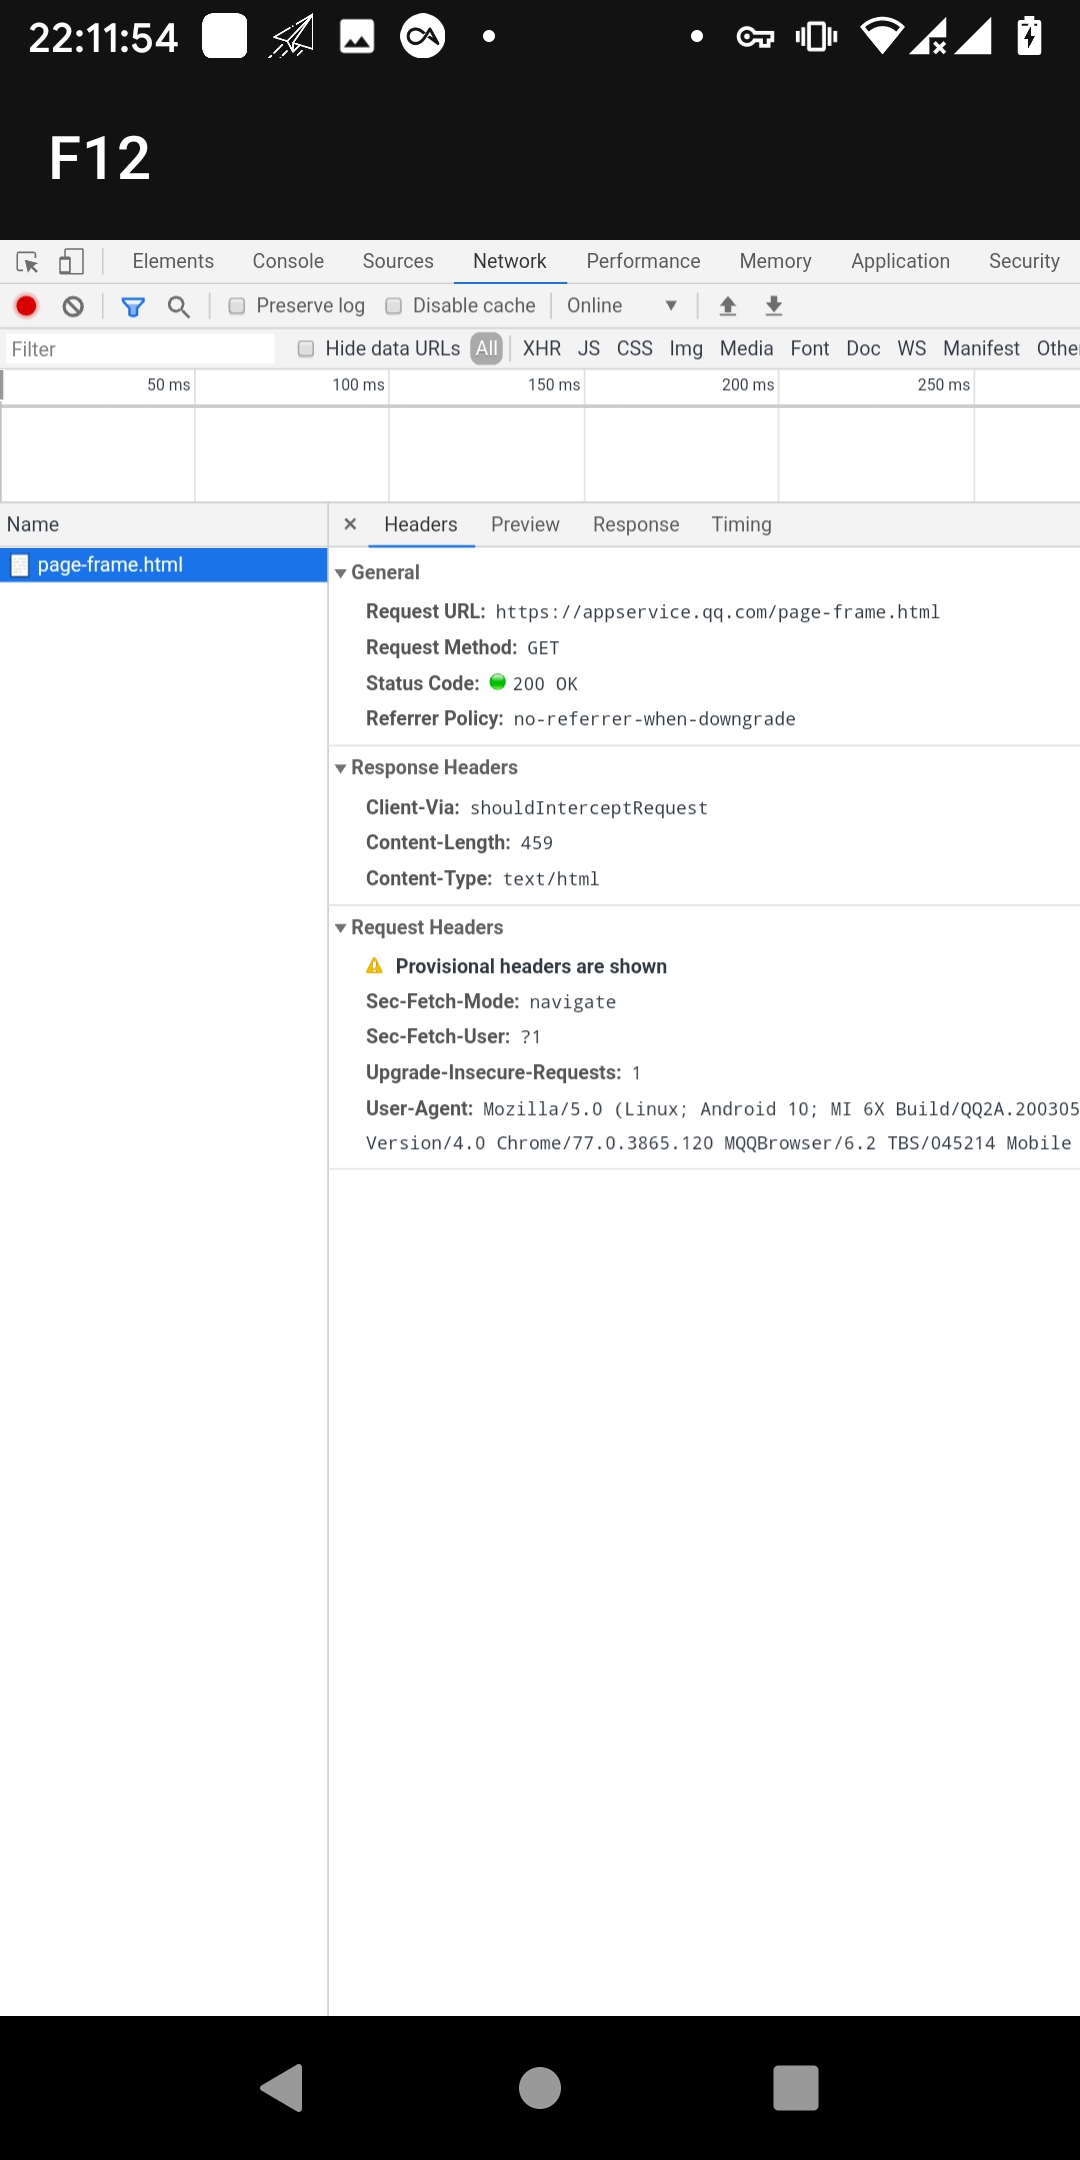 22:11:54
F12
Elements Console Sources Network Performance Memory Application Security
Preserve log Disable cache Online
Filter Hide data URLs All XHR JS CSS Img Media Font Doc WS Manifest Othe
50 ms 100 ms 150 ms 200 ms 250 ms
Name × Headers Preview Response Timing
page-frame.html
General
Request URL: https://appservice.qq.com/page-frame.html
Request Method: GET
Status Code: 200 OK
Referrer Policy: no-referrer-when-downgrade
Response Headers
Client-Via: shouldInterceptRequest
Content-Length: 459
Content-Type: text/html
Request Headers
Provisional headers are shown
Sec-Fetch-Mode: navigate
Sec-Fetch-User: ?1
Upgrade-Insecure-Requests: 1
User-Agent: Mozilla/5.0 (Linux; Android 10; MI 6X Build/QQ2A.200305
Version/4.0 Chrome/77.0.3865.120 MQQBrowser/6.2 TBS/045214 Mobile